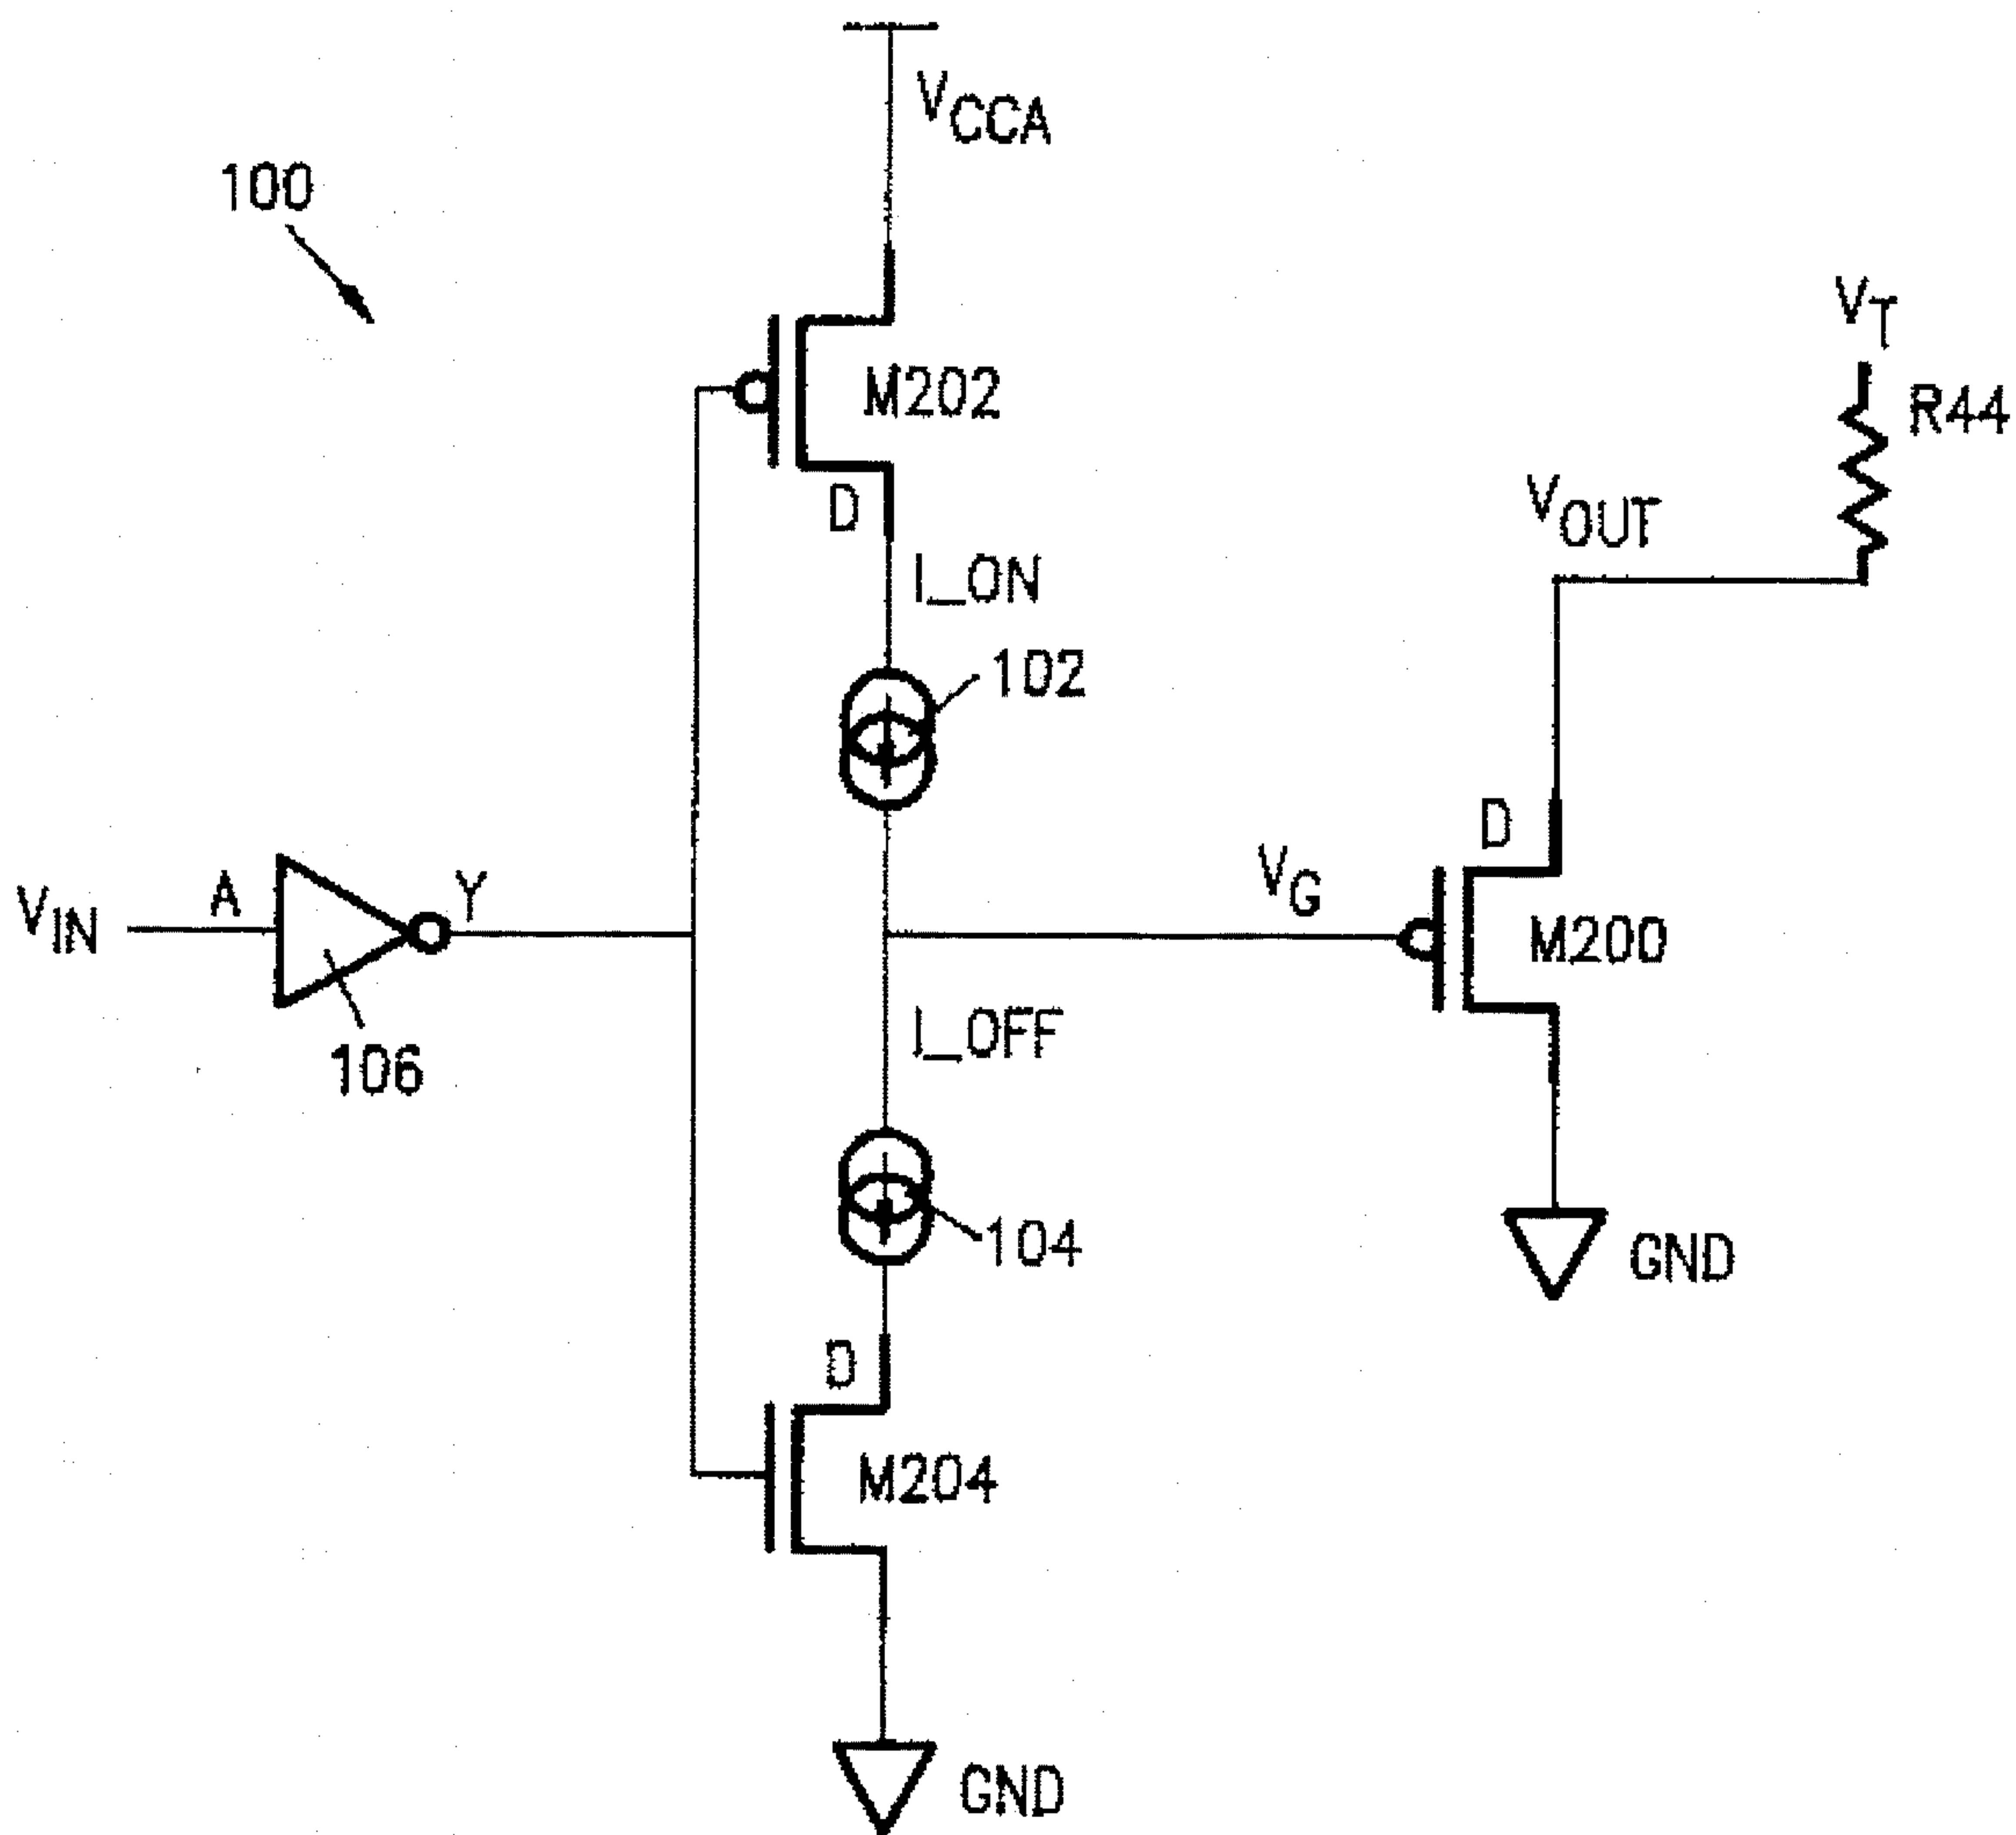 V_CCA
100
V_T
M202
R44
D
V_OUT
I_ON
102
D
V_IN
A
Y
V_G
M200
I_OFF
106
104
GND
D
M204
GND